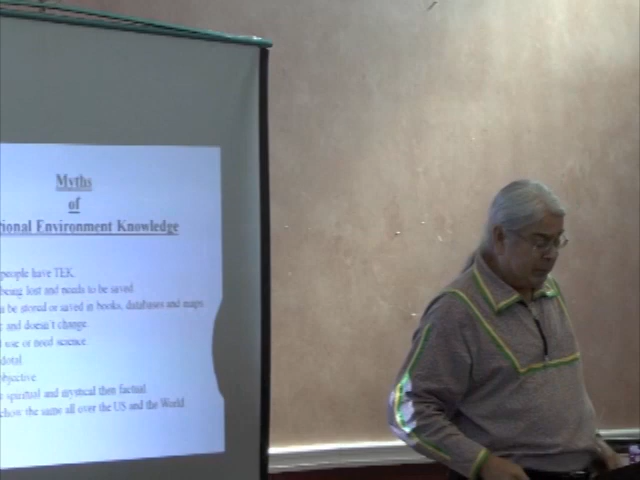 Myths
of
ional Environment Knowledge
people have TEK
being lost and needs to be saved
be stored or saved in books, databases and maps
and doesn't change
use or need science
dotal
bjective
spiritual and mystical then factual
ehow the same all over the US and the World